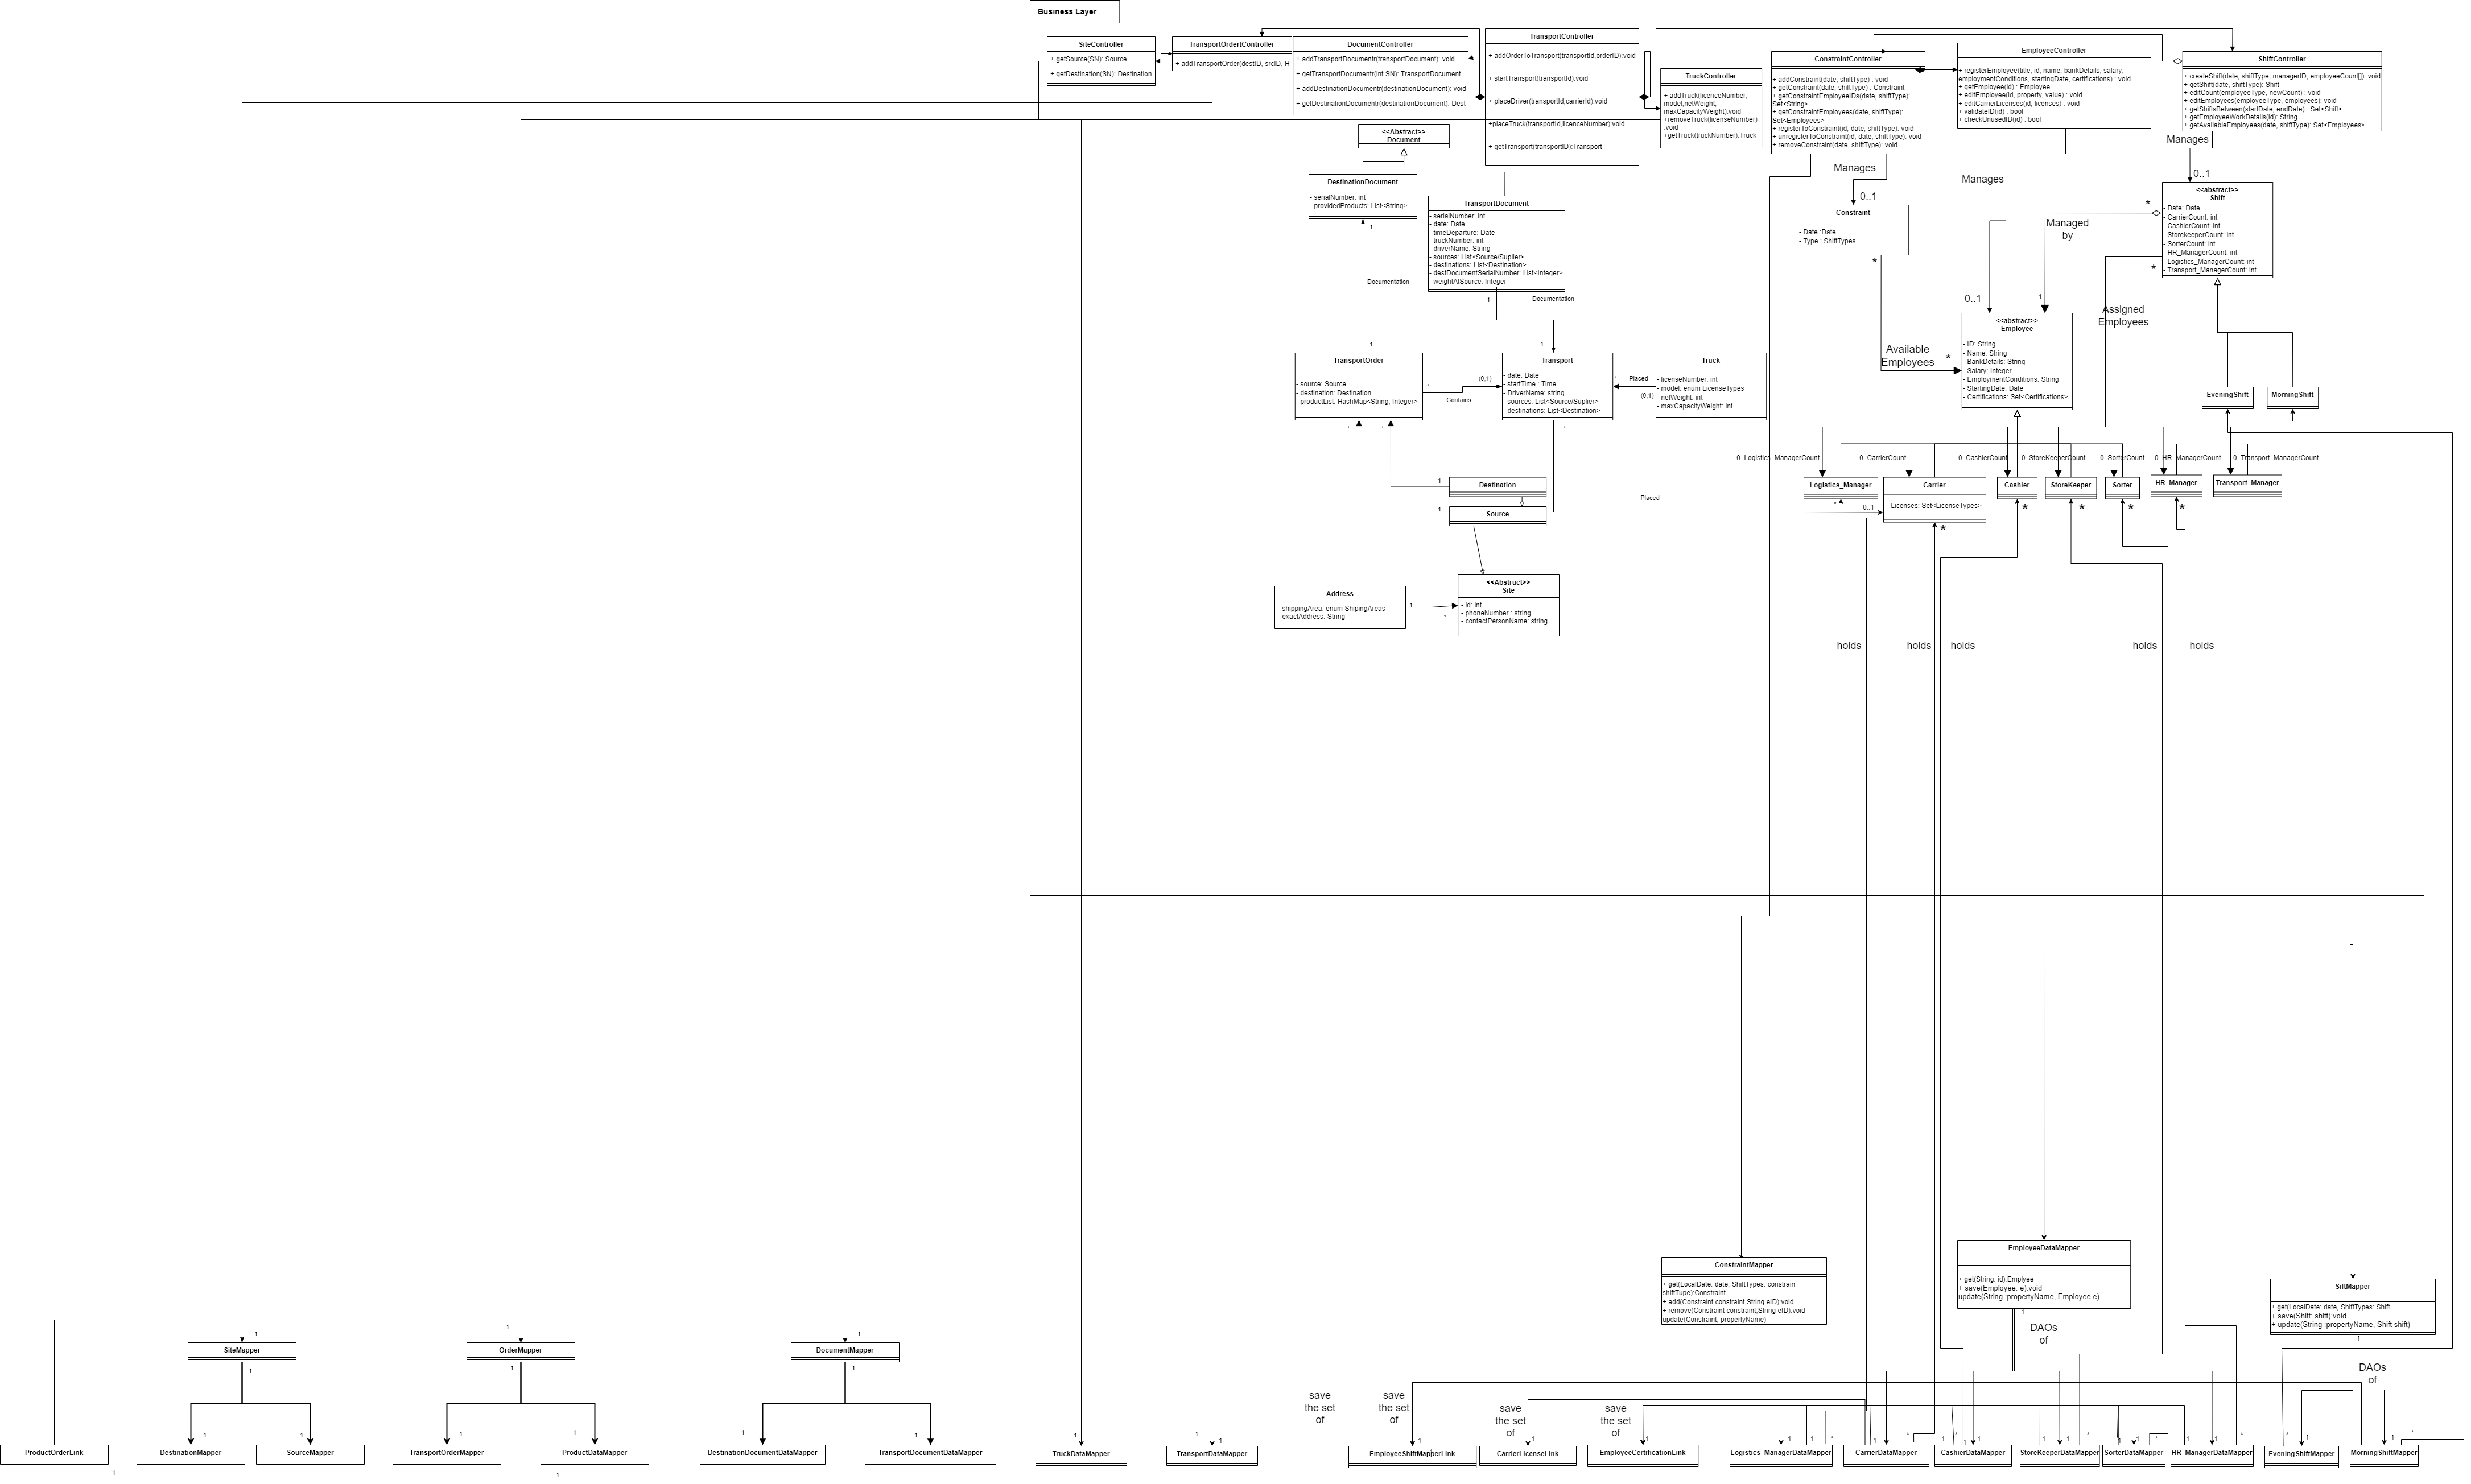 Business Layer
SiteController
+ getSource(SN): Source
+ getDestination(SN): Destination
TransportOrdertController
+ addTransportOrder(destID, srcID, H
DocumentController
+ addTransportDocumentr(transportDocument): void
+ getTransportDocumentr(int SN): TransportDocument
+ addDestinationDocumentr(destinationDocument): void
+ getDestinationDocumentr(destinationDocument): Dest
TransportController
+ addOrderToTransport(transportId,orderID):void
+ startTransport(transportId):void
+ placeDriver(transportId,carrierId):void
+placeTruck(transportId,licenceNumber):void
+ getTransport(transportID):Transport
TruckController
+ addTruck(licenceNumber,
model,netWeight,
maxCapacityWeight):void
+removeTruck(licenseNumber)
:void
+getTruck(truckNumber):Truck
ConstraintController
+ addConstraint(date, shiftType) : void
+ getConstraint(date, shiftType) : Constraint
+ getConstraintEmployeeIDs(date, shiftType):
Set<String>
+ getConstraintEmployees(date, shiftType):
Set<Employees>
+ registerToConstraint(id, date, shiftType): void
+ unregisterToConstraint(id, date, shiftType): void
+ removeConstraint(date, shiftType): void
EmployeeController
+ registerEmployee(title, id, name, bankDetails, salary,
employmentConditions, startingDate, certifications) : void
+ getEmployee(id) : Employee
+ editEmployee(id, property, value) : void
+ editCarrierLicenses(id, licenses) : void
+ validateID(id) : bool
+ checkUnusedID(id) : bool
ShiftController
+ createShift(date, shiftType, managerID, employeeCount[]): void
+ getShift(date, shiftType): Shift
+ editCount(employeeType, newCount) : void
+ editEmployees(employeeType, employees): void
+ getShiftsBetween(startDate, endDate) : Set<Shift>
+ getEmployeeWorkDetails(id): String
+ getAvailableEmployees(date, shiftType): Set<Employees>
<<Abstract>>
Document
DestinationDocument
- serialNumber: int
- providedProducts: List<String>
TransportDocument
- serialNumber: int
- date: Date
- timeDeparture: Date
- truckNumber: int
- driverName: String
- sources: List<Source/Suplier>
- destinations: List<Destination>
- destDocumentSerialNumber: List<Integer>
- weightAtSource: Integer
Manages
0..1
Constraint
- Date :Date
- Type : ShiftTypes
*
Manages
0..1
Manages
0..1
<<abstract>>
Shift
- Date: Date
- CarrierCount: int
- CashierCount: int
- StorekeeperCount: int
- SorterCount: int
- HR_ManagerCount: int
- Logistics_ManagerCount: int
- Transport_ManagerCount: int
*
Managed
by
*
1
Assigned
Employees
1
Documentation
1
1
Documentation
1
<<abstract>>
Employee
- ID: String
- Name: String
- BankDetails: String
- Salary: Integer
- EmploymentConditions: String
- StartingDate: Date
- Certifications: Set<Certifications>
Available
Employees
*
TransportOrder
- source: Source
- destination: Destination
- productList: HashMap<String, Integer>
*
Contains
(0,1)
Transport
- date: Date
- startTime : Time
- DriverName: string
- sources: List<Source/Suplier>
- destinations: List<Destination>
*
Placed
(0,1)
Truck
- licenseNumber: int
- model: enum LicenseTypes
- netWeight: int
- maxCapacityWeight: int
EveningShift
MorningShift
*
*
*
0..Logistics_ManagerCount
0..CarrierCount
0..CashierCount
0..StoreKeeperCount
0..SorterCount
0..HR_ManagerCount
0..Transport_ManagerCount
1
Destination
1
Source
Placed
0..1
Logistics_Manager
Carrier
- Licenses: Set<LicenseTypes>
Cashier
StoreKeeper
Sorter
HR_Manager
Transport_Manager
*
*
*
*
*
*
Address
- shippingArea: enum ShipingAreas
- exactAddress: String
1
*
<<Abstruct>>
Site
- id: int
- phoneNumber : string
- contactPersonName: string
holds
holds
holds
holds
holds
ConstraintMapper
+ get(LocalDate: date, ShiftTypes: constrain
shiftTupe):Constraint
+ add(Constraint constraint,String eID):void
+ remove(Constraint constraint,String eID):void
update(Constraint, propertyName)
EmployeeDataMapper
+ get(String: id):Emplyee
+ save(Employee: e):void
update(String :propertyName, Employee e)
1
DAOs
of
SiftMapper
+ get(LocalDate: date, ShiftTypes: Shift
+ save(Shift: shift):void
+ update(String :propertyName, Shift shift)
1
DAOs
of
1
SiteMapper
1
1
OrderMapper
1
1
DocumentMapper
1
save
the set
of
save
the set
of
save
the set
of
save
the set
of
ProductOrderLink
1
1
DestinationMapper
1
SourceMapper
1
TransportOrderMapper
1
ProductDataMapper
1
1
DestinationDocumentDataMapper
1
TransportDocumentDataMapper
1
TruckDataMapper
1
1
TransportDataMapper
1
EmployeeShiftMapperLink
1
CarrierLicenseLink
1
EmployeeCertificationLink
1
1
*
Logistics_ManagerDataMapper
1
1
*
CarrierDataMapper
1
*
1
CashierDataMapper
1
1
*
StoreKeeperDataMapper
1
1
*
SorterDataMapper
1
1
*
HR_ManagerDataMapper
*
1
EveningShiftMapper
1
*
MorningShiftMapper